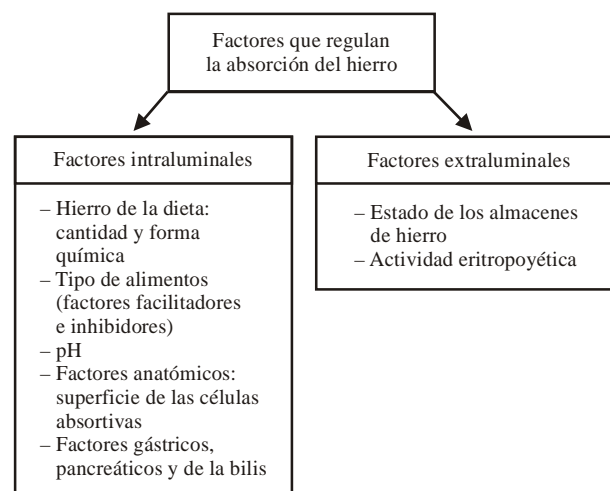 Factores que regulan
la absorción del hierro
Factores intraluminales
– Hierro de la dieta:
cantidad y forma
química
– Tipo de alimentos
(factores facilitadores
e inhibidores)
– pH
– Factores anatómicos:
superficie de las células
absortivas
– Factores gástricos,
pancreáticos y de la bilis
Factores extraluminales
– Estado de los almacenes
de hierro
– Actividad eritropoyética